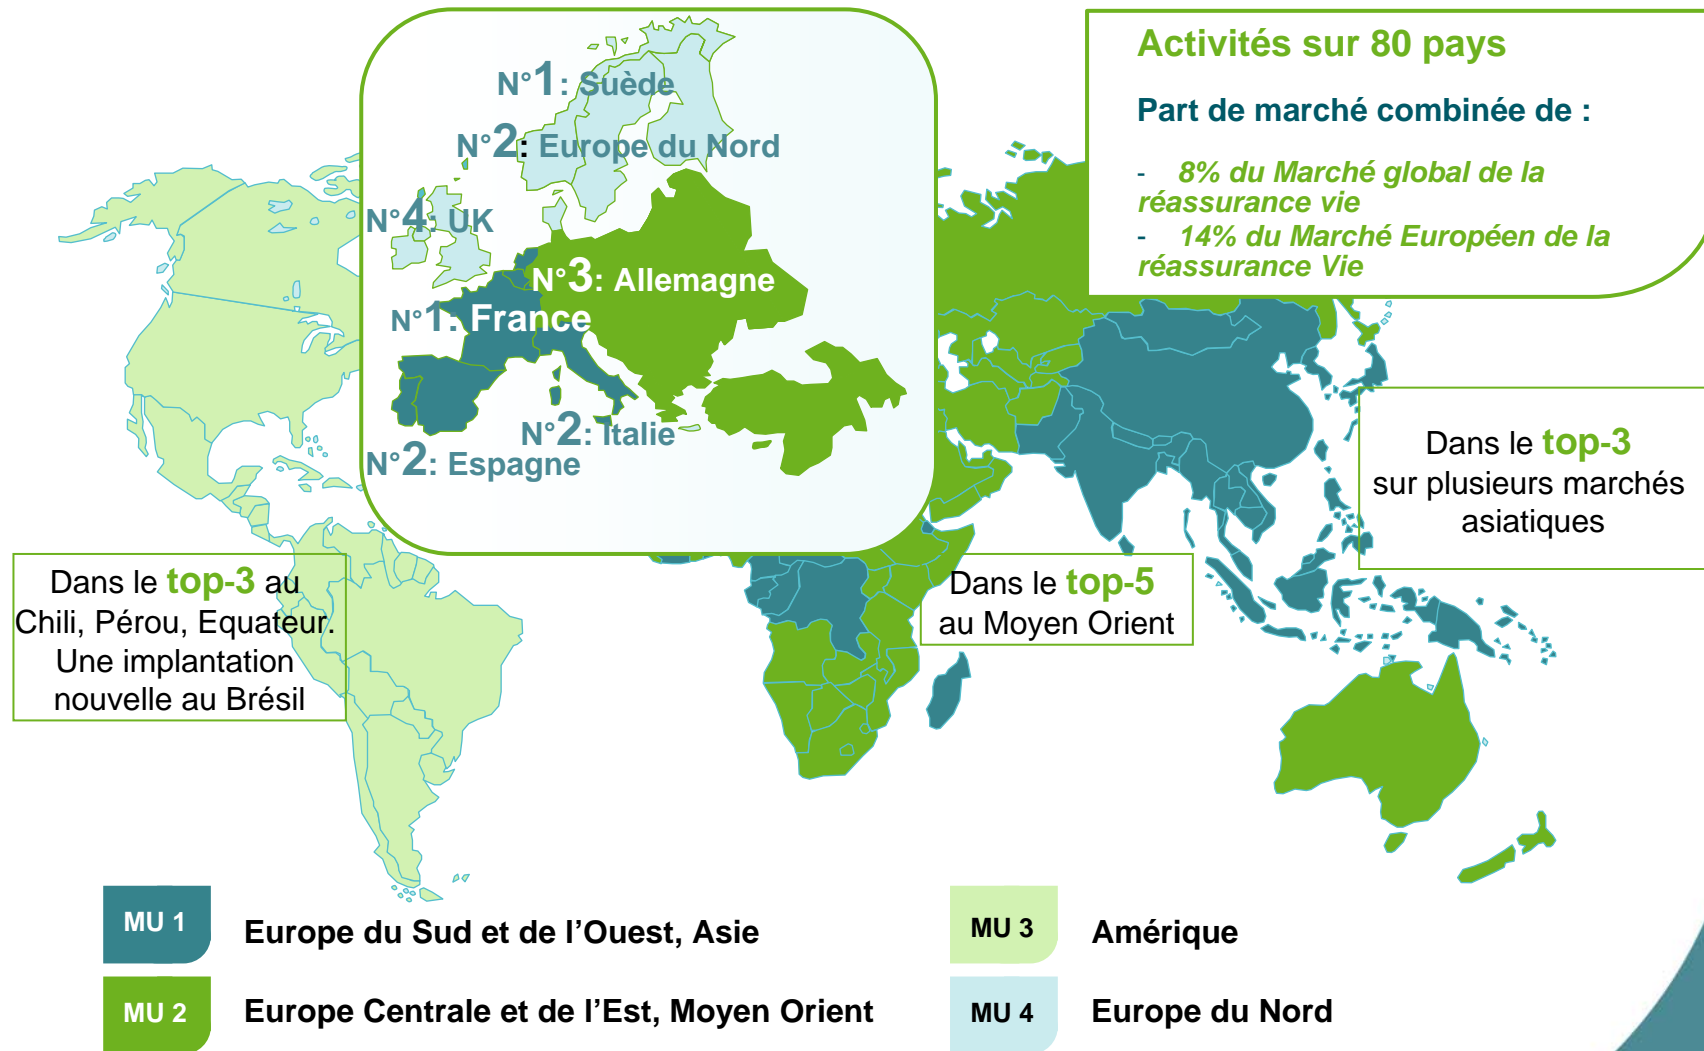 Activités sur 80 pays
Part de marché combinée de :
- 8% du Marché global de la
réassurance vie
- 14% du Marché Européen de la
réassurance Vie
N°1: Suède
N°2: Europe du Nord
N°4: UK
N°3: Allemagne
N°1: France
N°2: Italie
N°2: Espagne
Dans le top-3
sur plusieurs marchés
asiatiques
Dans le top-3 au
Chili, Pérou, Equateur.
Une implantation
nouvelle au Brésil
Dans le top-5
au Moyen Orient
MU 1 Europe du Sud et de l’Ouest, Asie
MU 2 Europe Centrale et de l’Est, Moyen Orient
MU 3 Amérique
MU 4 Europe du Nord